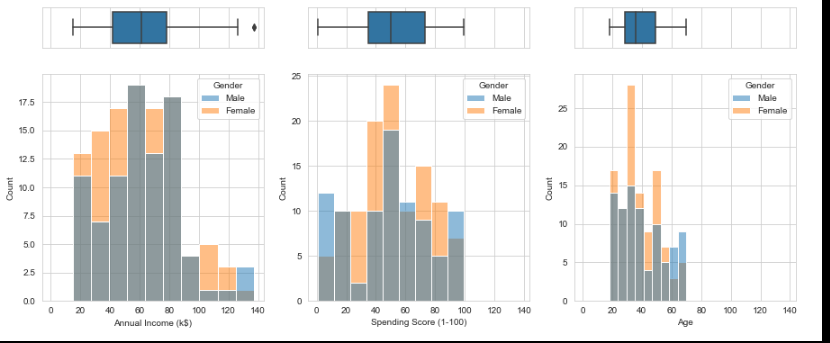 Gender
Male
Female
17.5
15.0
12.5
10.0
7.5
5.0
2.5
0.0
Count
0 20 40 60 80 100 120 140
Annual Income (k$)
Gender
Male
Female
25
20
15
10
5
0
Count
0 20 40 60 80 100 120 140
Spending Score (1-100)
Gender
Male
Female
25
20
15
10
5
0
Count
0 20 40 60 80 100 120 140
Age